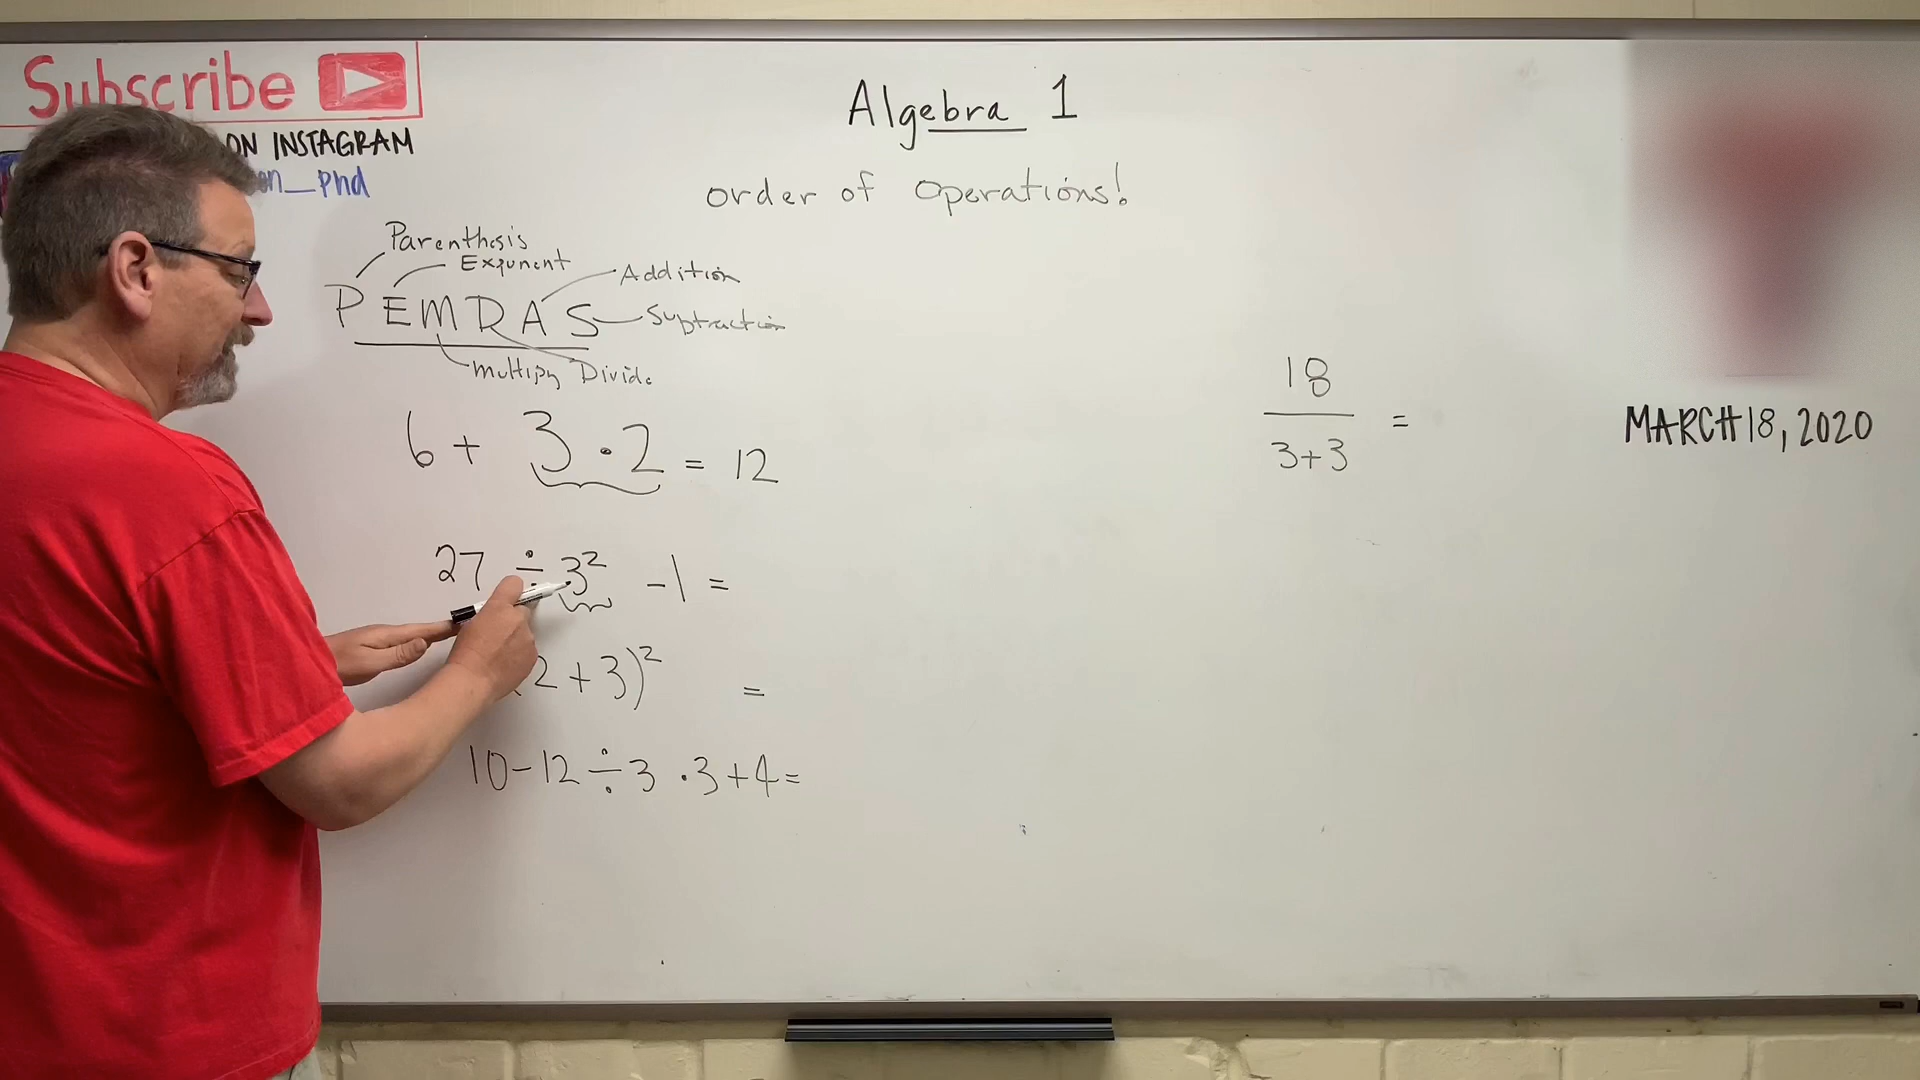 Subscribe
ON INSTAGRAM
on_phd
Algebra 1
order of Operations!
Parenthesis
Exponent
Addition
PEMDAS
Subtraction
Multiply Divide
6 + 3 · 2 = 12
27 ÷ 3² - 1 =
(2 + 3)² =
10 - 12 ÷ 3 · 3 + 4 =
18
3+3 =
MARCH 18, 2020